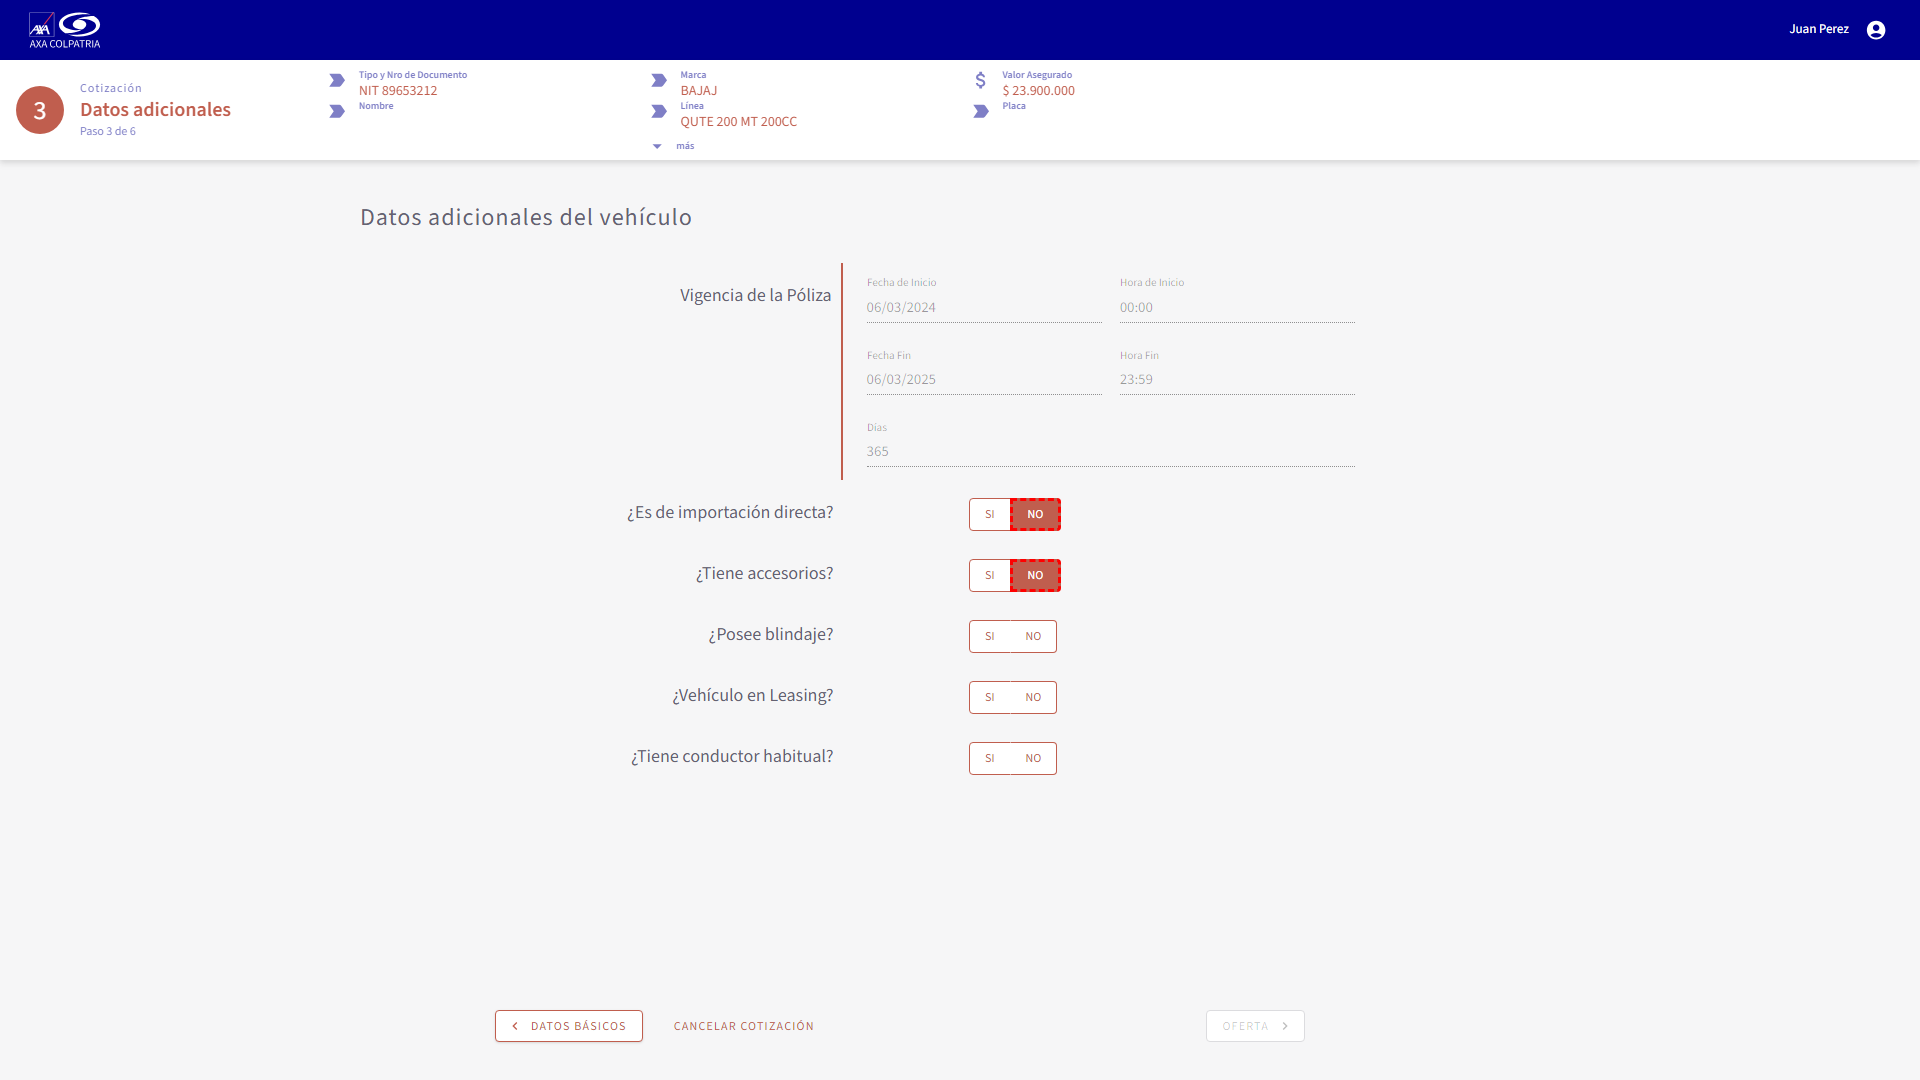 AXA
AXA COLPATRIA
Juan Perez
3
Cotización
Datos adicionales
Paso 3 de 6
Tipo y Nro de Documento
NIT 89653212
Nombre
Marca
BAJAJ
Línea
QUTE 200 MT 200CC
más
$
Valor Asegurado
$ 23.900.000
Placa
Datos adicionales del vehículo
Vigencia de la Póliza
Fecha de Inicio
06/03/2024
Hora de Inicio
00:00
Fecha Fin
06/03/2025
Hora Fin
23:59
Días
365
¿Es de importación directa? SI NO
¿Tiene accesorios? SI NO
¿Posee blindaje? SI NO
¿Vehículo en Leasing? SI NO
¿Tiene conductor habitual? SI NO
DATOS BÁSICOS CANCELAR COTIZACIÓN OFERTA